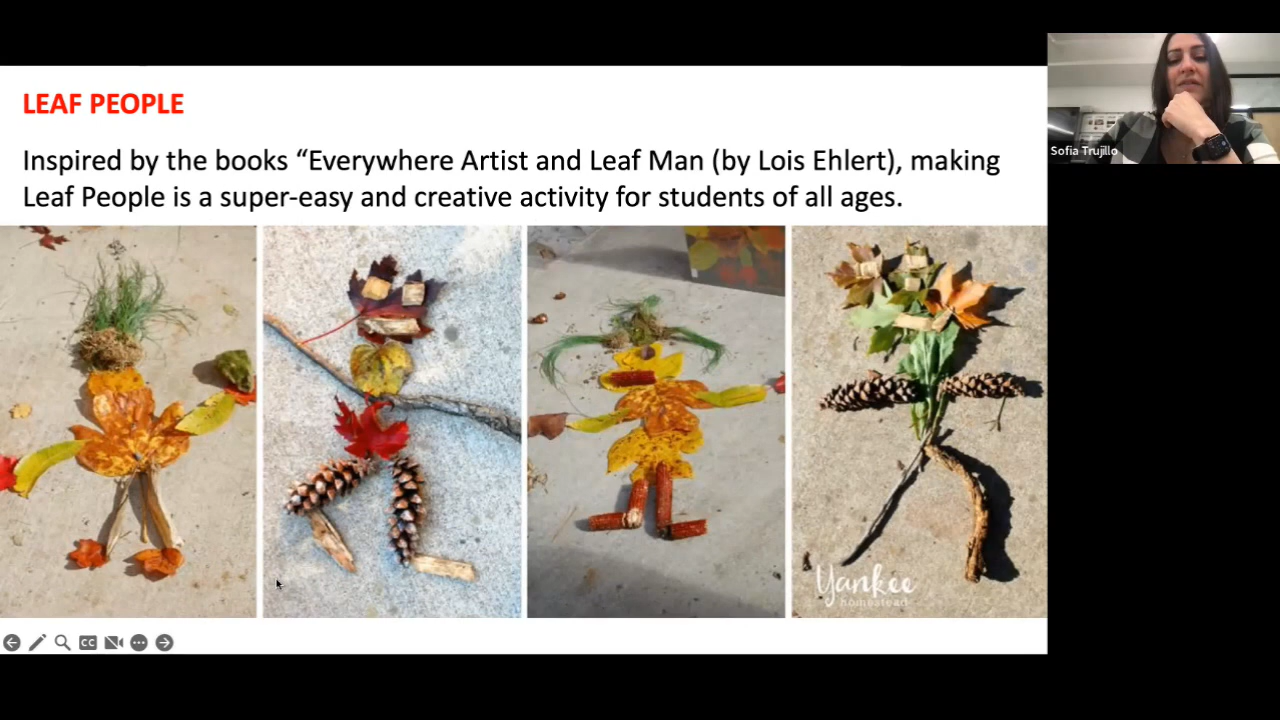 LEAF PEOPLE
Inspired by the books “Everywhere Artist and Leaf Man (by Lois Ehlert), making
Leaf People is a super-easy and creative activity for students of all ages.
Sofia Trujillo
Yankee
homestead
CC